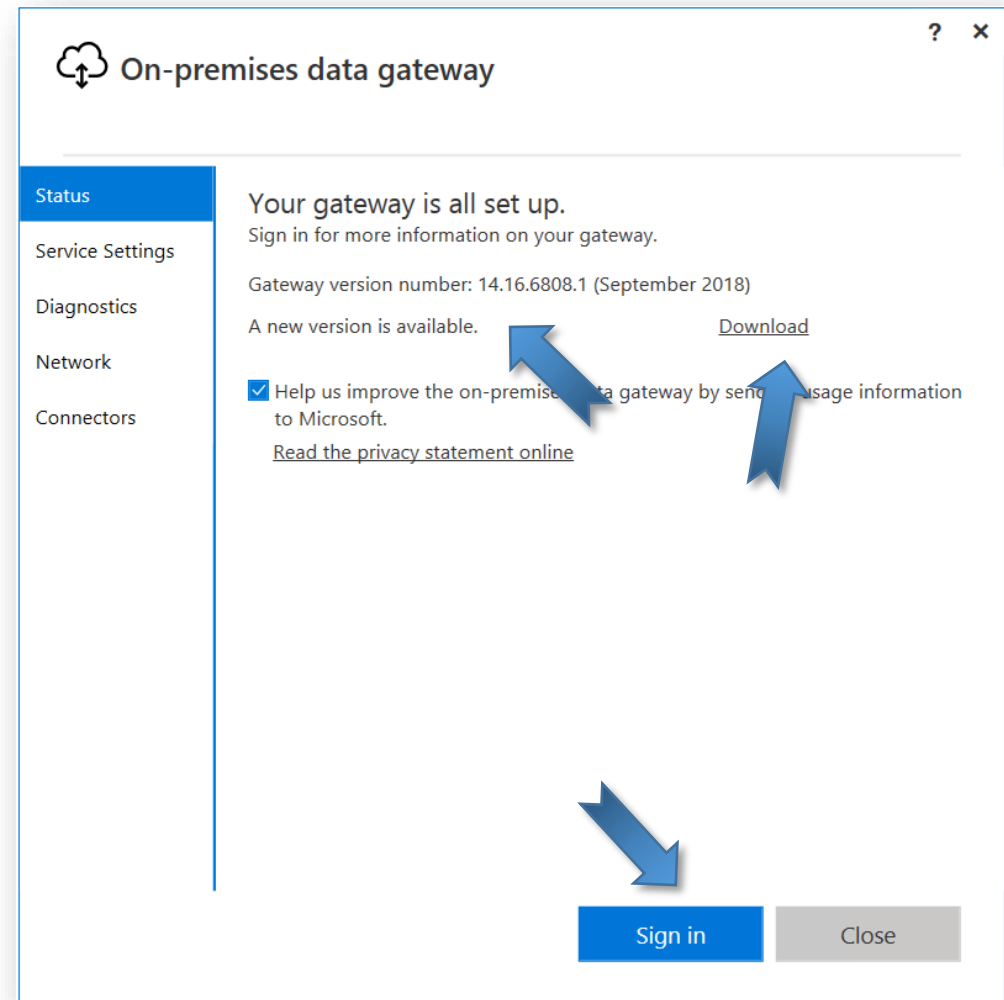 ? ×
On-premises data gateway
Status
Service Settings
Diagnostics
Network
Connectors
Your gateway is all set up.
Sign in for more information on your gateway.
Gateway version number: 14.16.6808.1 (September 2018)
A new version is available. Download
Help us improve the on-premises gateway by usage information
to Microsoft.
Read the privacy statement online
Sign in Close